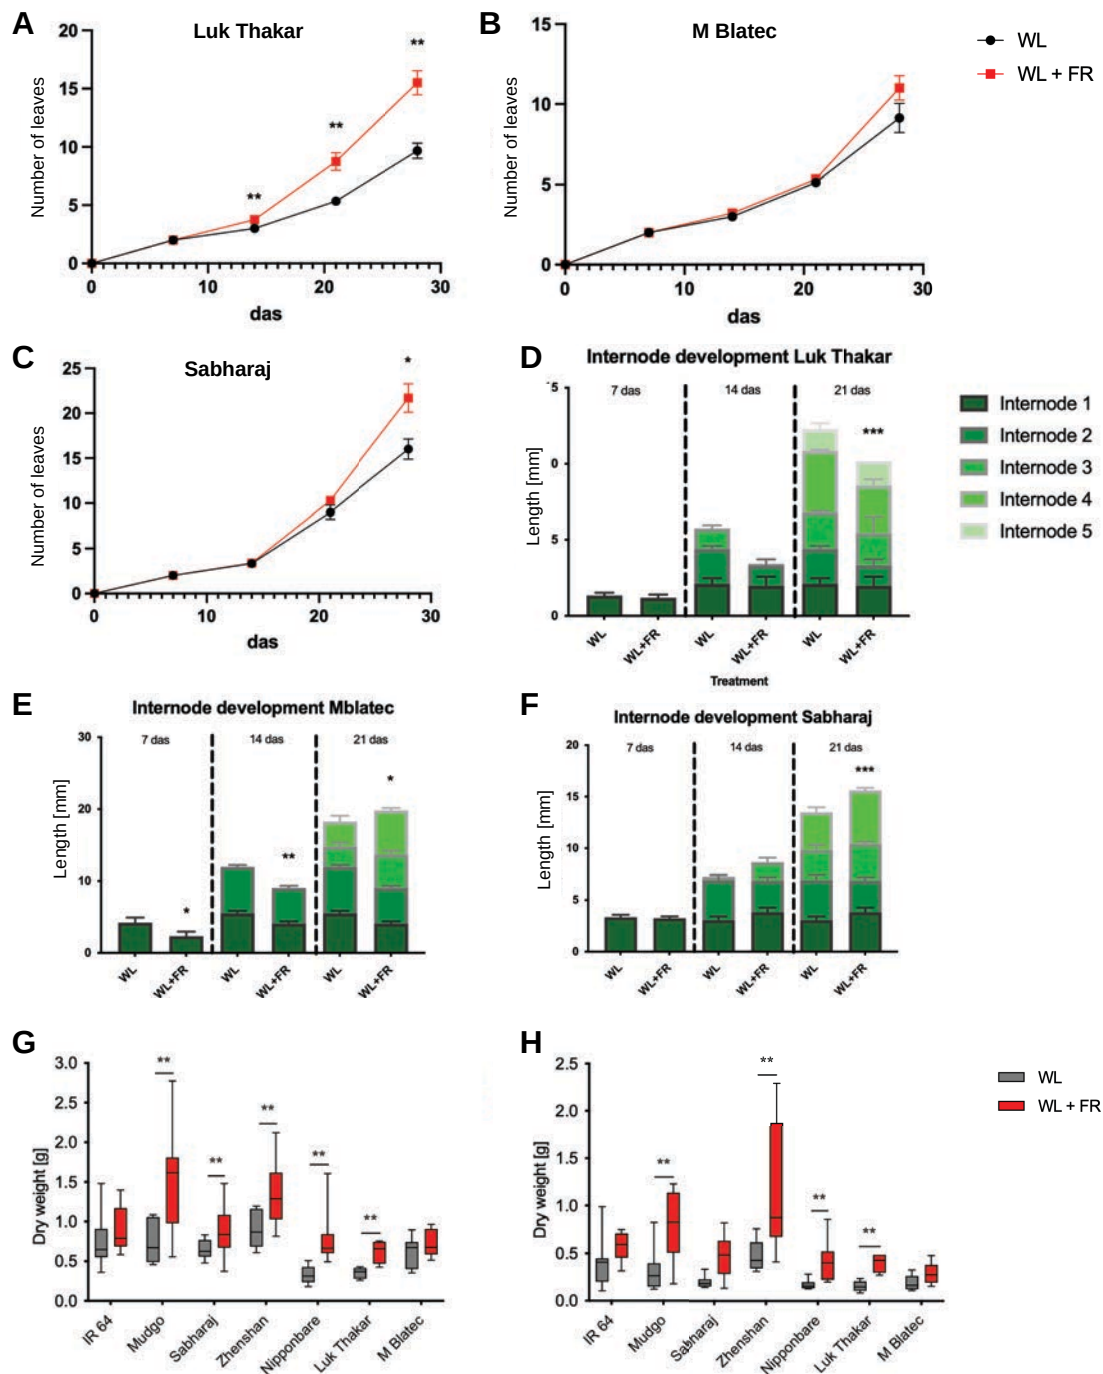 A
Luk Thakar
20
15
10
5
0
Number of leaves
**
**
**
0 10 20 30
das
B
M Blatec
15
10
5
0
Number of leaves
0 10 20 30
das
WL
WL + FR
C
Sabharaj
25
20
15
10
5
0
Number of leaves
*
0 10 20 30
das
D
Internode development Luk Thakar
7 das 14 das 21 das
5
0
5
0
Length [mm]
***
WL WL+FR WL WL+FR WL WL+FR
Treatment
Internode 1
Internode 2
Internode 3
Internode 4
Internode 5
E
Internode development Mblatec
7 das 14 das 21 das
30
20
10
0
Length [mm]
*
**
*
WL WL+FR WL WL+FR WL WL+FR
F
Internode development Sabharaj
7 das 14 das 21 das
20
15
10
5
0
Length [mm]
***
WL WL+FR WL WL+FR WL WL+FR
G
3.0
2.5
2.0
1.5
1.0
0.5
0.0
Dry weight [g]
** ** ** ** **
IR 64 Mudgo Sabharaj Zhenshan Nipponbare Luk Thakar M Blatec
H
2.5
2.0
1.5
1.0
0.5
0.0
Dry weight [g]
** ** ** **
IR 64 Mudgo Sabharaj Zhenshan Nipponbare Luk Thakar M Blatec
WL
WL + FR